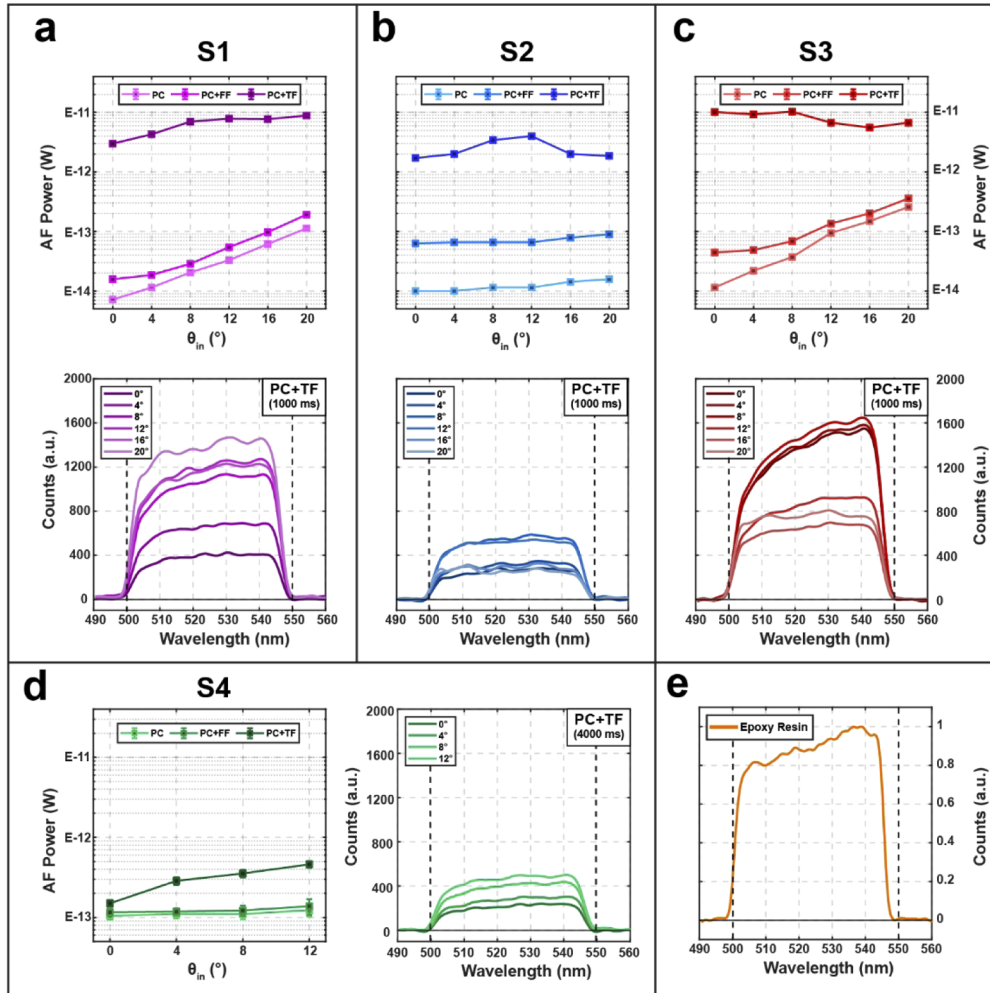 a
S1
PC PC+FF PC+TF
AF Power (W)
E-11
E-12
E-13
E-14
0 4 8 12 16 20
θin (°)
2000
1600
1200
800
400
0
Counts (a.u.)
0°
4°
8°
12°
16°
20°
PC+TF
(1000 ms)
490 500 510 520 530 540 550 560
Wavelength (nm)
b
S2
PC PC+FF PC+TF
0 4 8 12 16 20
θin (°)
0°
4°
8°
12°
16°
20°
PC+TF
(1000 ms)
490 500 510 520 530 540 550 560
Wavelength (nm)
c
S3
PC PC+FF PC+TF
E-11
E-12
E-13
E-14
AF Power (W)
0 4 8 12 16 20
θin (°)
0°
4°
8°
12°
16°
20°
PC+TF
(1000 ms)
2000
1600
1200
800
400
0
Counts (a.u.)
490 500 510 520 530 540 550 560
Wavelength (nm)
d
S4
PC PC+FF PC+TF
AF Power (W)
E-11
E-12
E-13
0 4 8 12
θin (°)
Counts (a.u.)
2000
1600
1200
800
400
0
0°
4°
8°
12°
PC+TF
(4000 ms)
490 500 510 520 530 540 550 560
Wavelength (nm)
e
Epoxy Resin
1
0.8
0.6
0.4
0.2
0
Counts (a.u.)
490 500 510 520 530 540 550 560
Wavelength (nm)